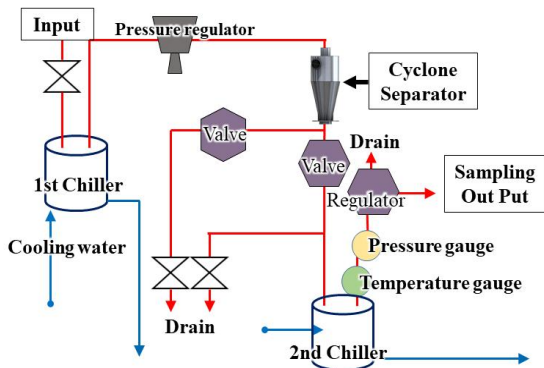 Input
Pressure regulator
Cyclone
Separator
Valve
Valve
Drain
1st Chiller
Regulator
Sampling
Out Put
Cooling water
Pressure gauge
Temperature gauge
Drain
2nd Chiller